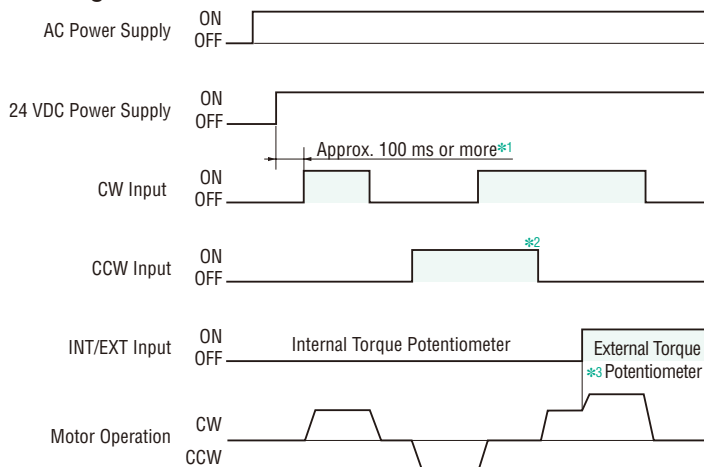 AC Power Supply
ON
OFF
24 VDC Power Supply
ON
OFF
Approx. 100 ms or more*1
CW Input
ON
OFF
*2
CCW Input
ON
OFF
INT/EXT Input
ON
OFF
Internal Torque Potentiometer
External Torque
*3 Potentiometer
Motor Operation
CW
CCW